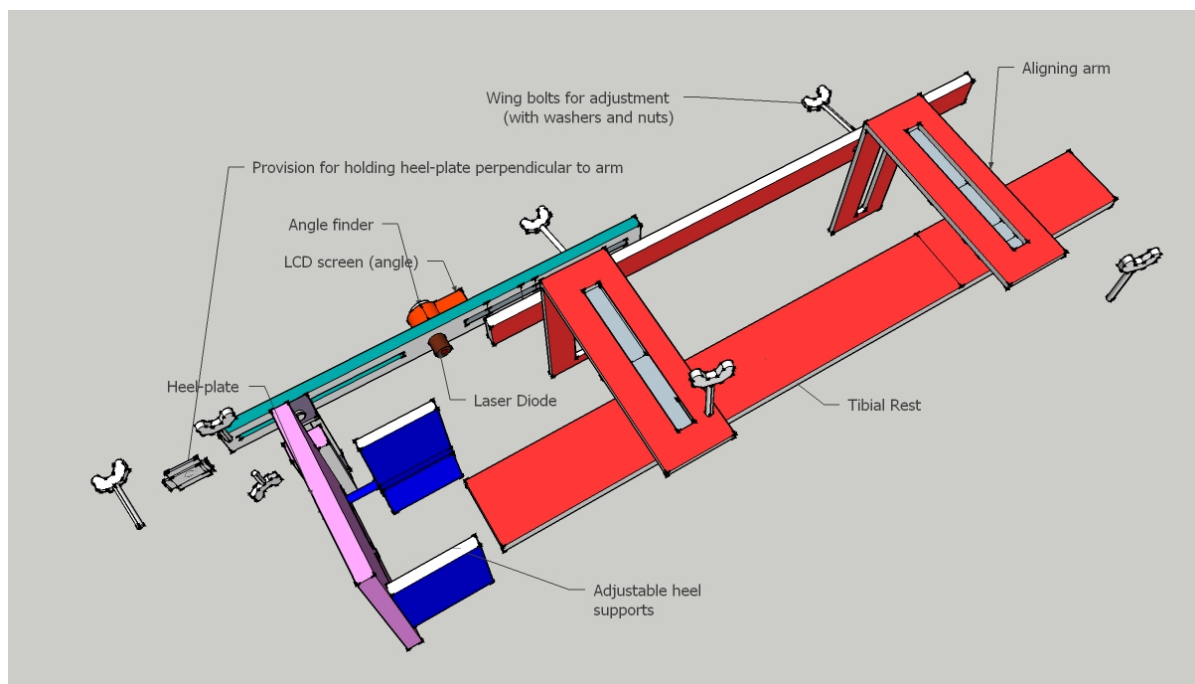 Aligning arm
Wing bolts for adjustment
(with washers and nuts)
Provision for holding heel-plate perpendicular to arm
Angle finder
LCD screen (angle)
Heel-plate
Laser Diode
Tibial Rest
Adjustable heel
supports